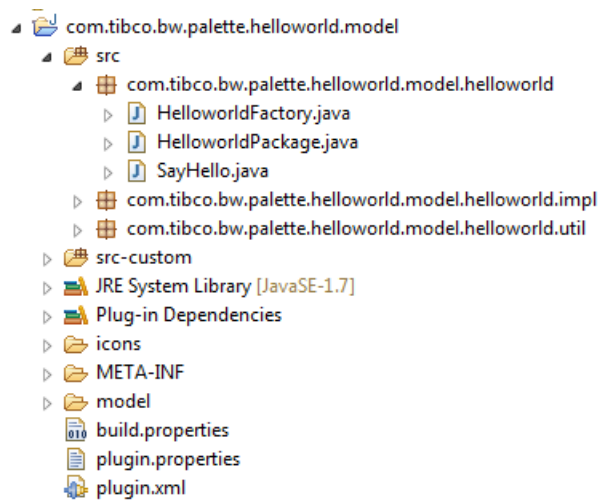 com.tibco.bw.palette.helloworld.model
src
com.tibco.bw.palette.helloworld.model.helloworld
HelloworldFactory.java
HelloworldPackage.java
SayHello.java
com.tibco.bw.palette.helloworld.model.helloworld.impl
com.tibco.bw.palette.helloworld.model.helloworld.util
src-custom
JRE System Library [JavaSE-1.7]
Plug-in Dependencies
icons
META-INF
model
build.properties
plugin.properties
plugin.xml